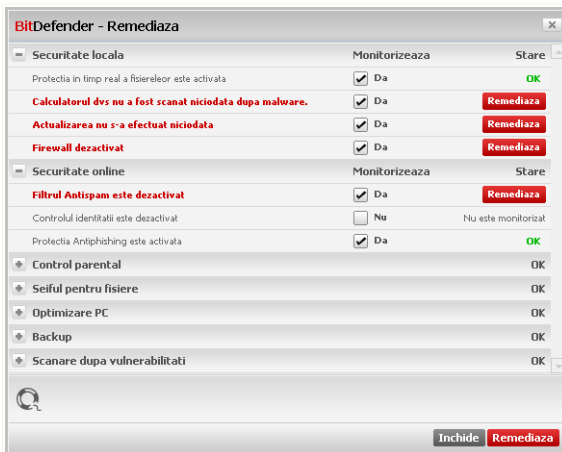 BitDefender - Remediaza
Securitate locala Monitorizeaza Stare
Protectia in timp real a fisiereleor este activata Da OK
Calculatorul dvs nu a fost scanat niciodata dupa malware. Da Remediaza
Actualizarea nu s-a efectuat niciodata Da Remediaza
Firewall dezactivat Da Remediaza
Securitate online Monitorizeaza Stare
Filtrul Antispam este dezactivat Da Remediaza
Controlul identitatii este dezactivat Nu Nu este monitorizat
Protectia Antiphishing este activata Da OK
Control parental OK
Seiful pentru fisiere OK
Optimizare PC OK
Backup OK
Scanare dupa vulnerabilitati OK
Inchide Remediaza